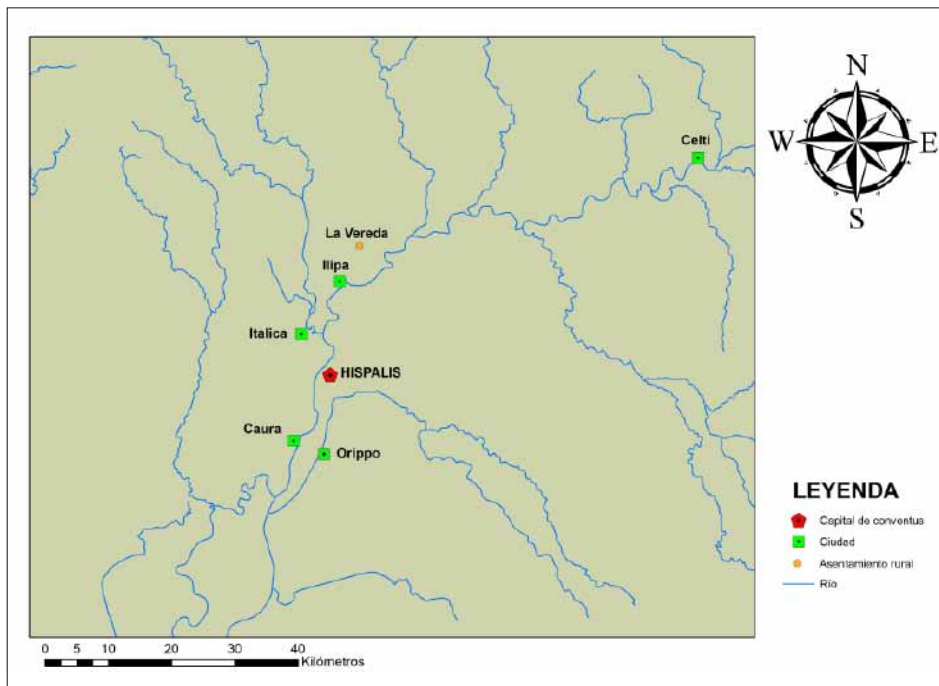 N
W
E
S
Celti
La Vereda
Ilipa
Italica
HISPALIS
Caura
Orippo
LEYENDA
Capital de conventus
Ciudad
Asentamiento rural
Río
0 5 10 20 30 40
Kilómetros